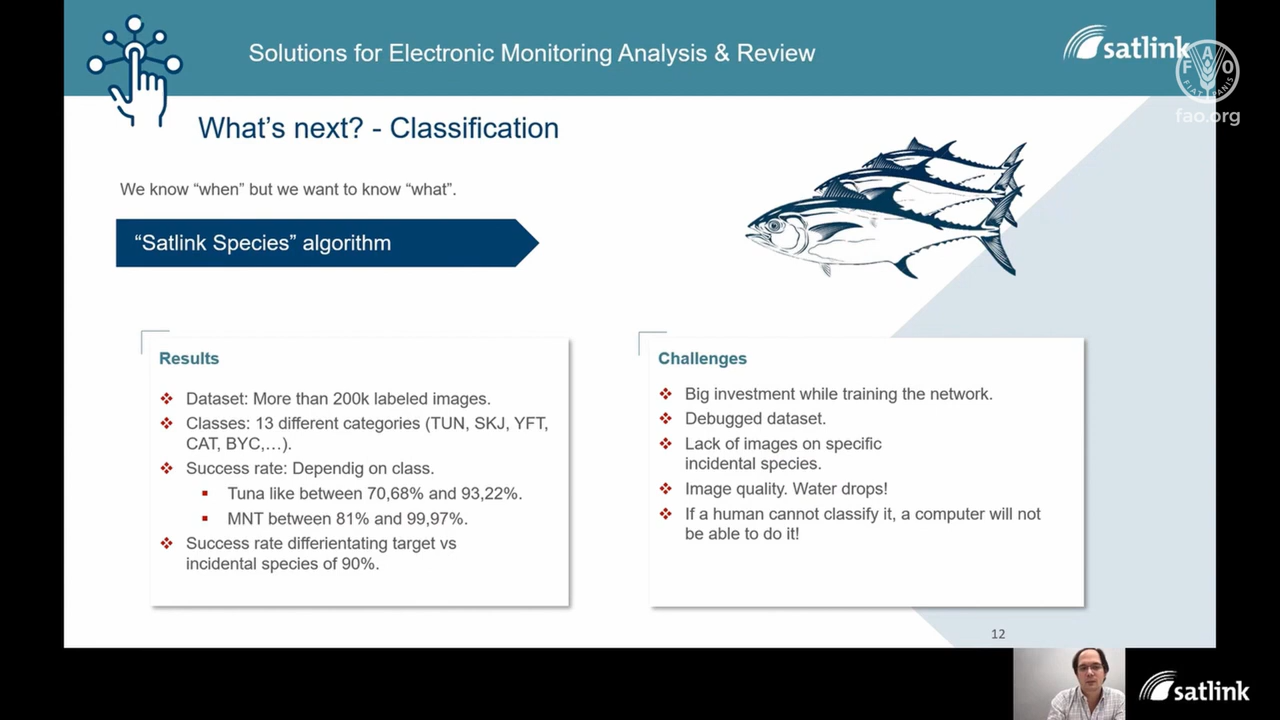 Solutions for Electronic Monitoring Analysis & Review
satlink
F A O
FIAT PANIS
fao.org
What's next? - Classification
We know “when” but we want to know “what”.
“Satlink Species” algorithm
Results
Dataset: More than 200k labeled images.
Classes: 13 different categories (TUN, SKJ, YFT,
CAT, BYC,…).
Success rate: Dependig on class.
Tuna like between 70,68% and 93,22%.
MNT between 81% and 99,97%.
Success rate differientating target vs
incidental species of 90%.
Challenges
Big investment while training the network.
Debugged dataset.
Lack of images on specific
incidental species.
Image quality. Water drops!
If a human cannot classify it, a computer will not
be able to do it!
12
satlink